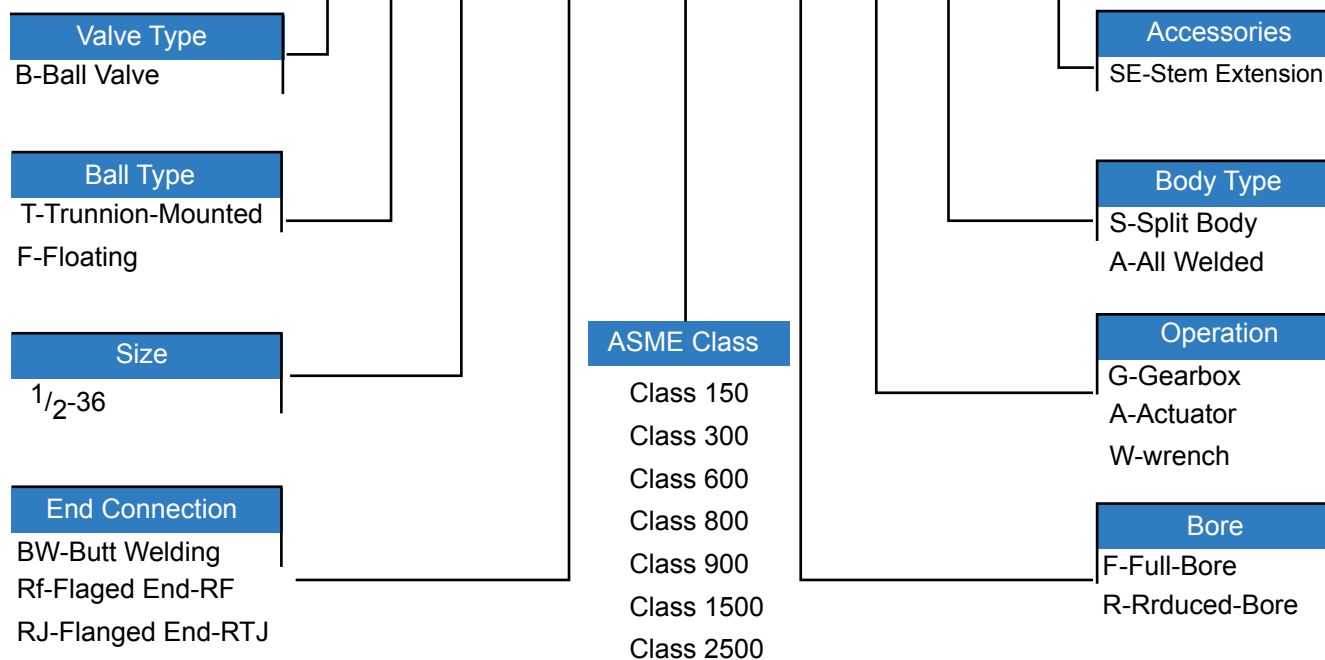 Valve Type
B-Ball Valve
Ball Type
T-Trunnion-Mounted
F-Floating
Size
1/2-36
End Connection
BW-Butt Welding
Rf-Flaged End-RF
RJ-Flanged End-RTJ
ASME Class
Class 150
Class 300
Class 600
Class 800
Class 900
Class 1500
Class 2500
Accessories
SE-Stem Extension
Body Type
S-Split Body
A-All Welded
Operation
G-Gearbox
A-Actuator
W-wrench
Bore
F-Full-Bore
R-Rrduced-Bore